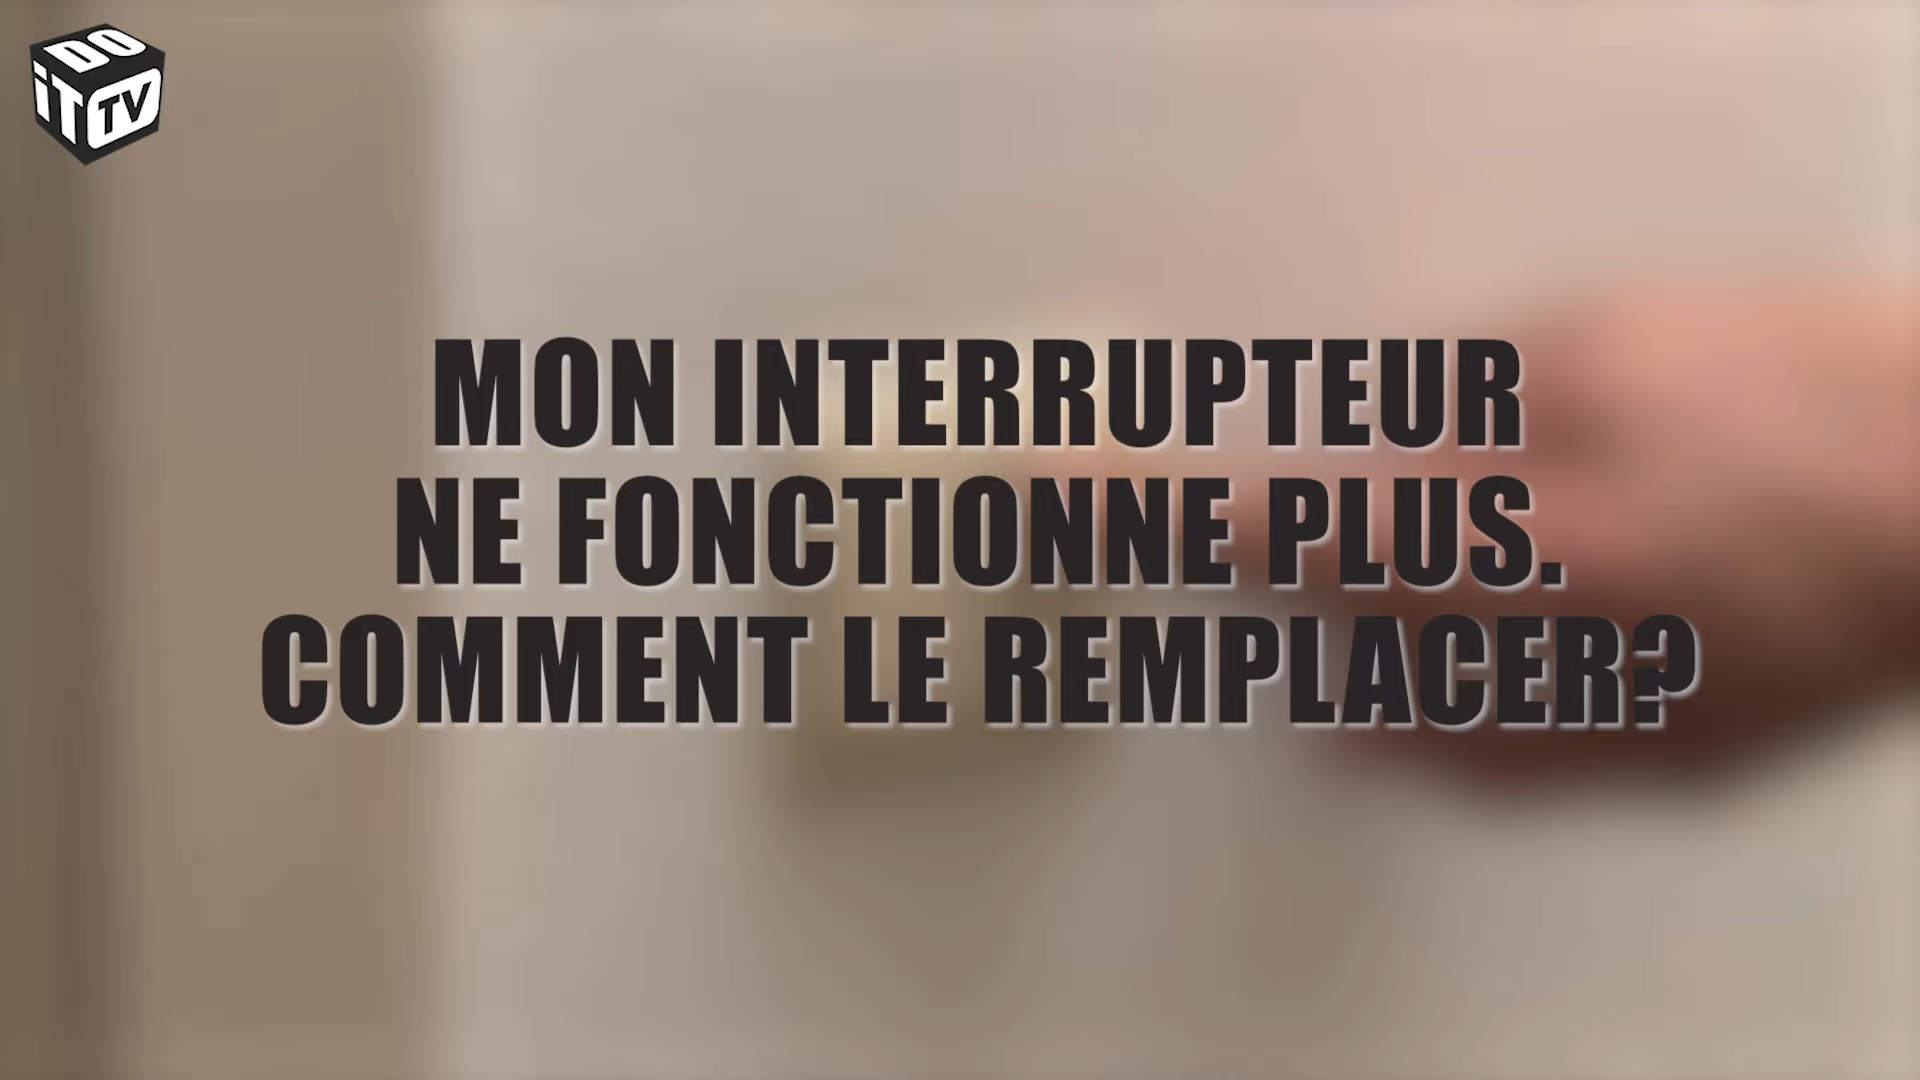 DO
iT TV
MON INTERRUPTEUR
NE FONCTIONNE PLUS.
COMMENT LE REMPLACER?